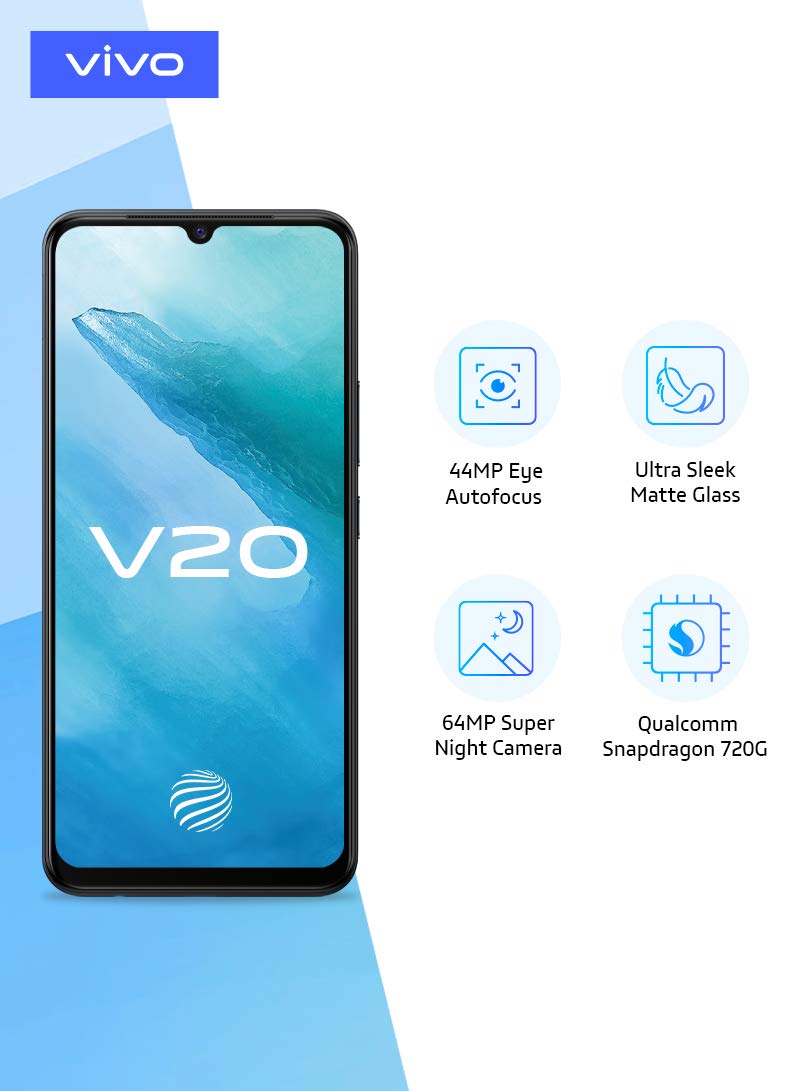 vivo
V20
44MP Eye
Autofocus
Ultra Sleek
Matte Glass
64MP Super
Night Camera
Qualcomm
Snapdragon 720G